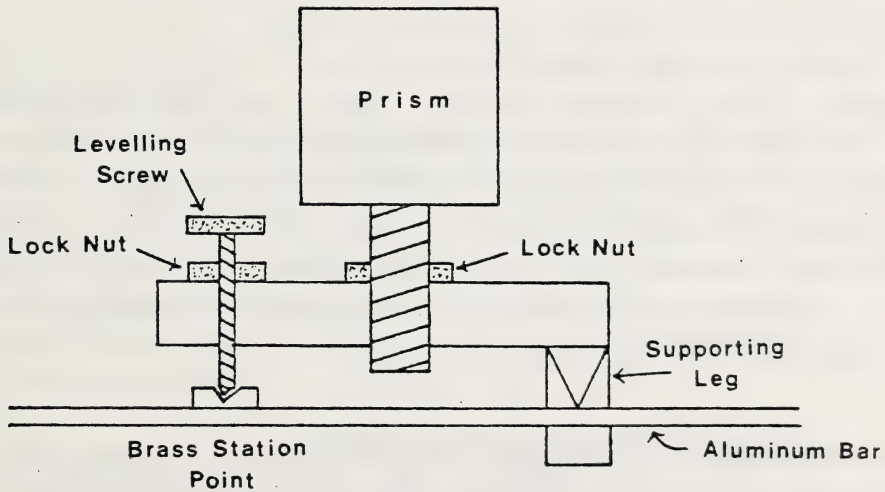 Prism
Levelling
Screw
Lock Nut
Lock Nut
Supporting
Leg
Aluminum Bar
Brass Station
Point